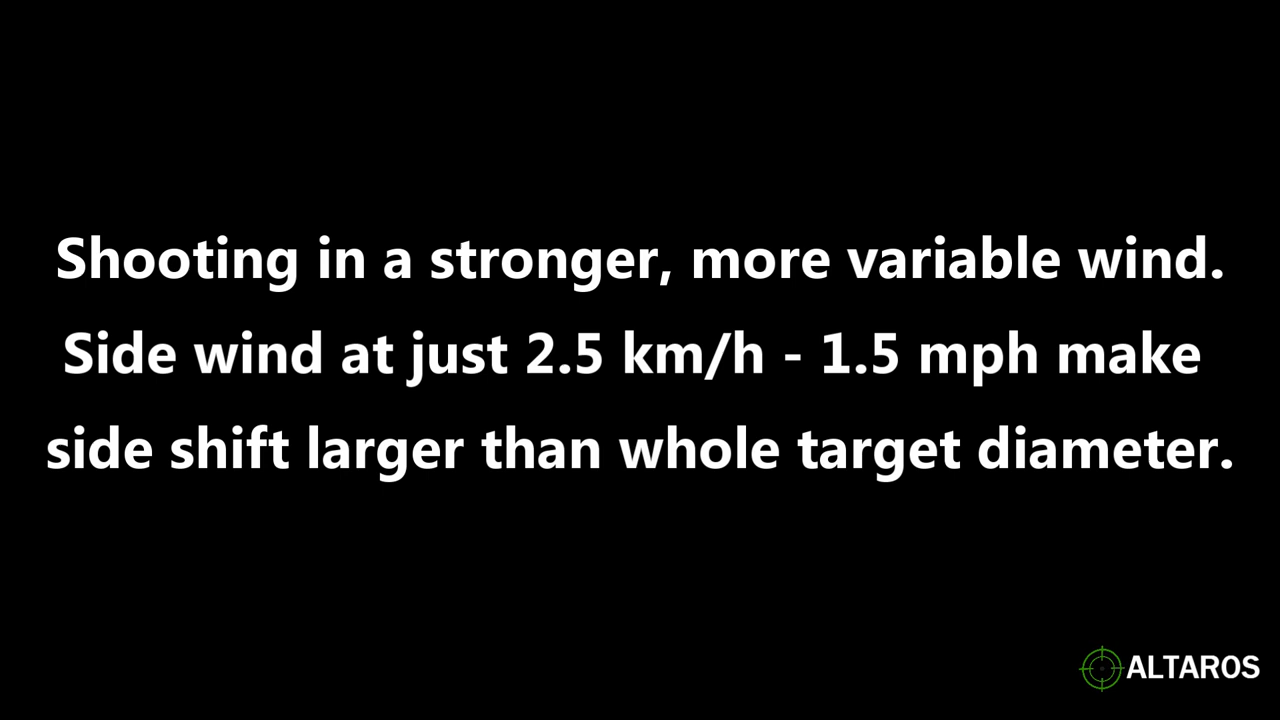 Shooting in a stronger, more variable wind.
Side wind at just 2.5 km/h - 1.5 mph make
side shift larger than whole target diameter.
ALTAROS